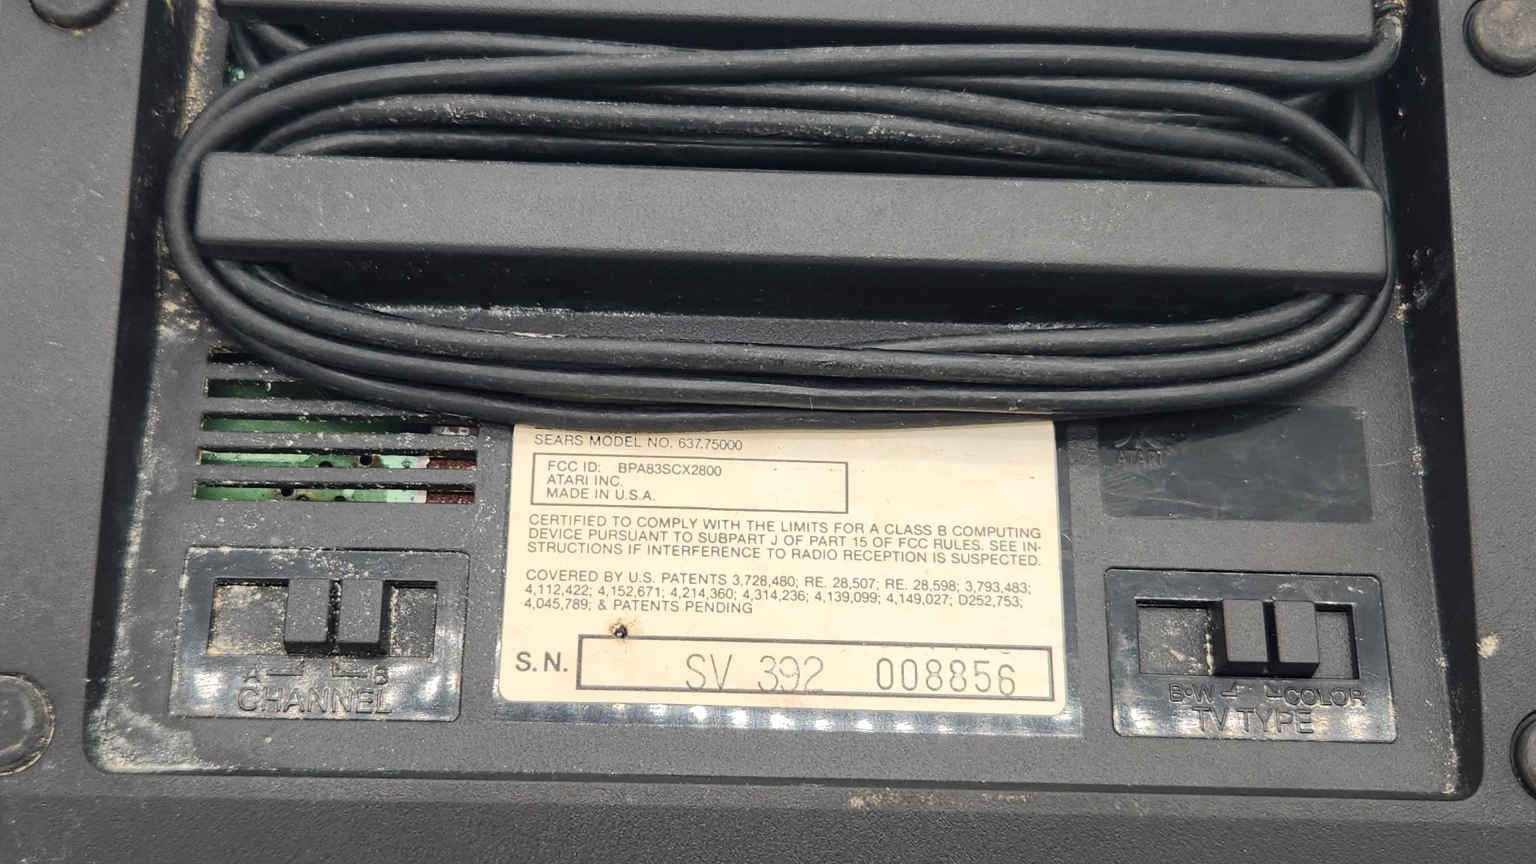 SEARS MODEL NO. 637.75000
FCC ID: BPA83SCX2800
ATARI INC.
MADE IN U.S.A.
CERTIFIED TO COMPLY WITH THE LIMITS FOR A CLASS B COMPUTING
DEVICE PURSUANT TO SUBPART J OF PART 15 OF FCC RULES. SEE IN-
STRUCTIONS IF INTERFERENCE TO RADIO RECEPTION IS SUSPECTED.
COVERED BY U.S. PATENTS 3,728,480; RE. 28,507; RE. 28,598; 3,793,483;
4,112,422; 4,152,671; 4,214,360; 4,314,236; 4,139,099; 4,149,027; D252,753;
4,045,789; & PATENTS PENDING
S.N. SV 392 008856
ATARI
A B
CHANNEL
B•W COLOR
TV TYPE